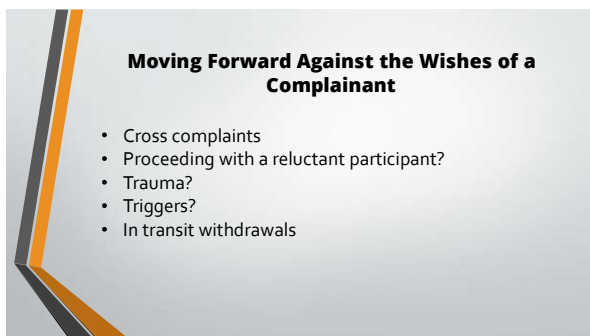 Moving Forward Against the Wishes of a
Complainant
• Cross complaints
• Proceeding with a reluctant participant?
• Trauma?
• Triggers?
• In transit withdrawals